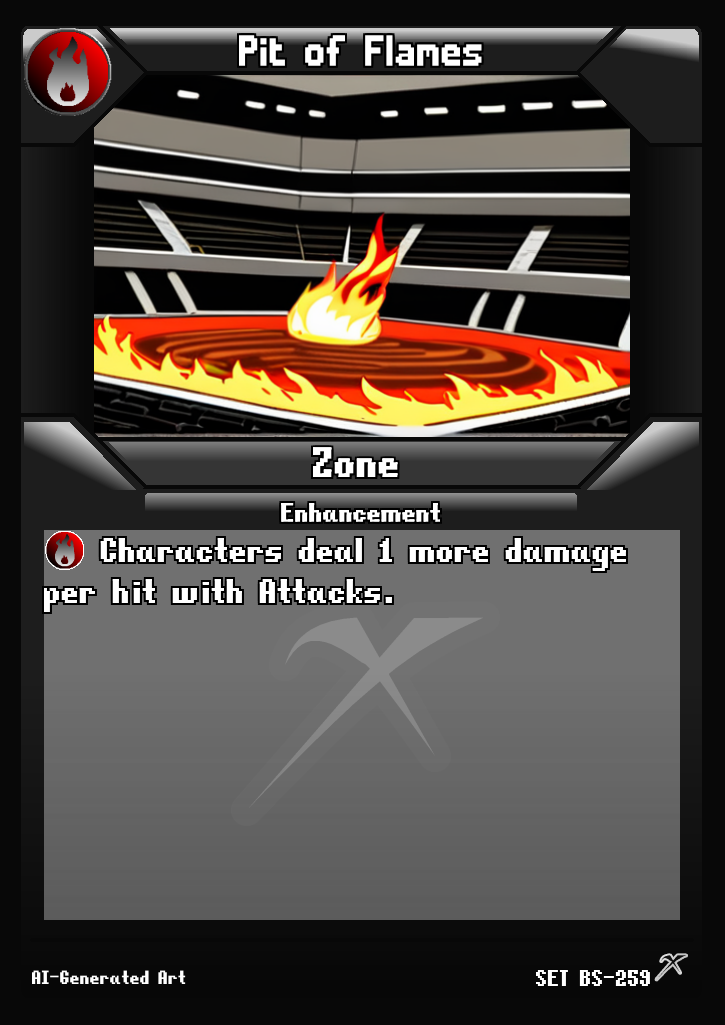 Pit of Flames
Zone
Enhancement
Characters deal 1 more damage
per hit with Attacks.
AI-Generated Art
SET BS-259